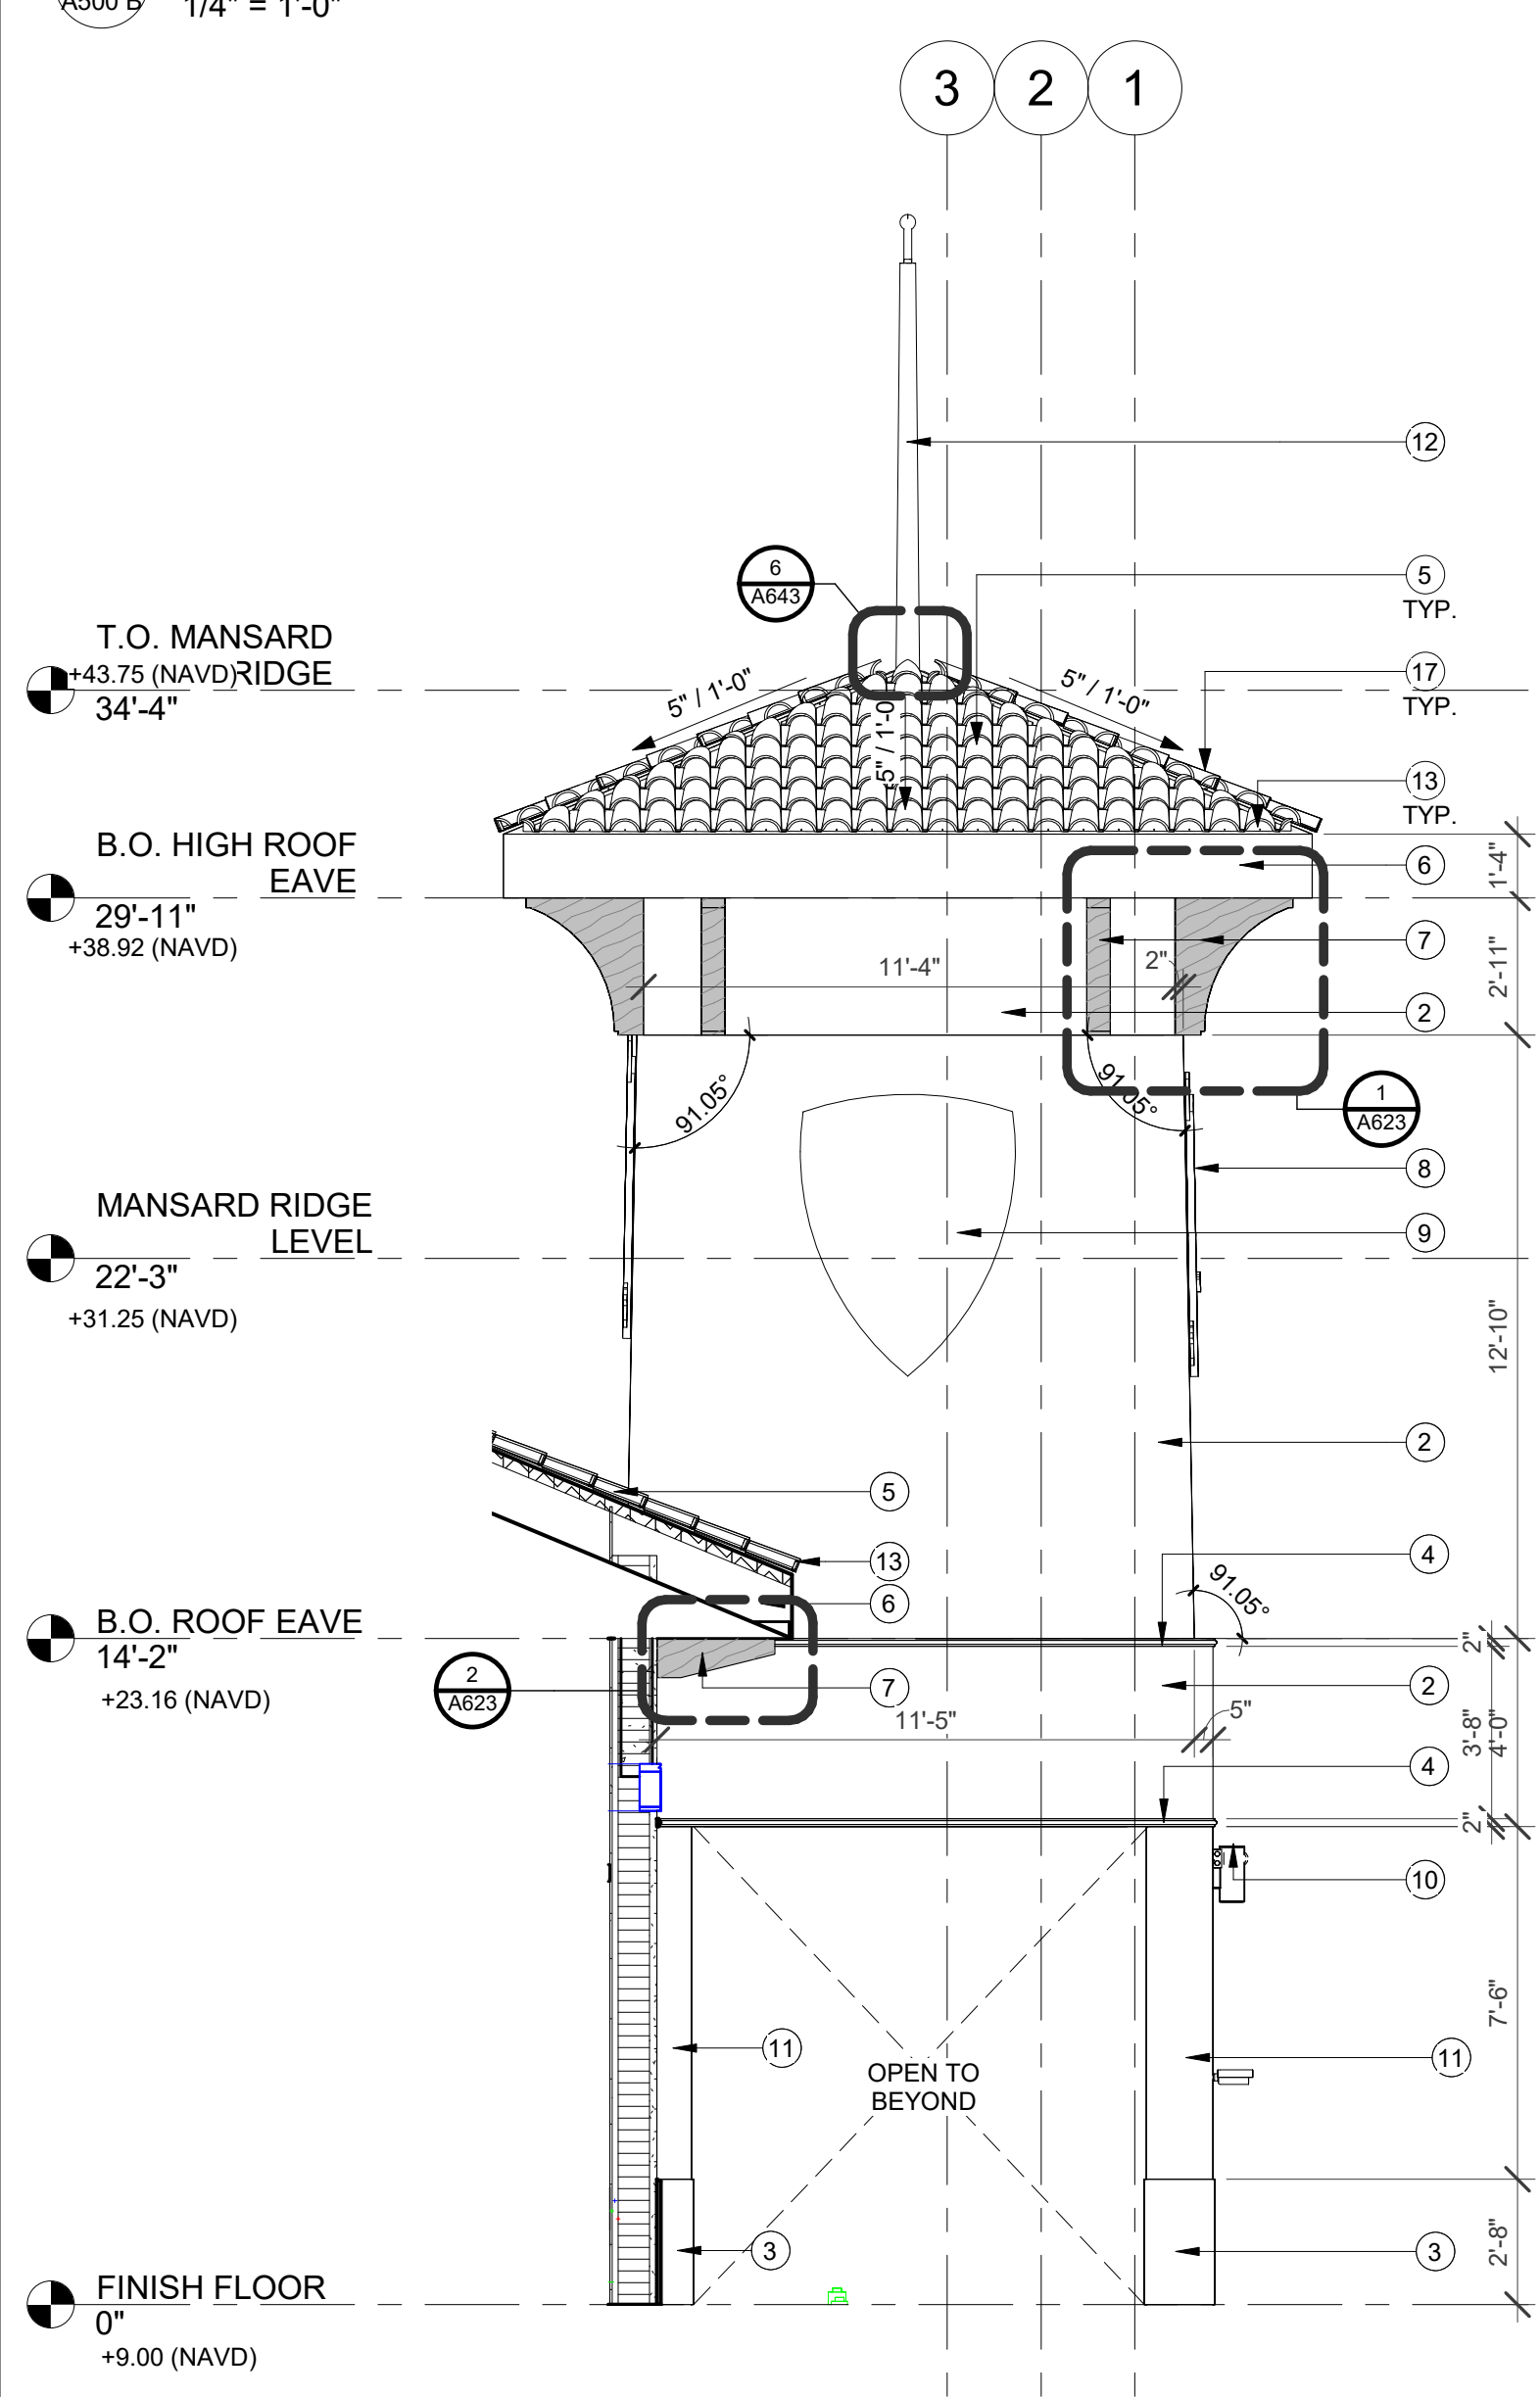 A500 B
1/4" = 1'-0"
3
2
1
12
6
A643
5
TYP.
T.O. MANSARD
RIDGE
+43.75 (NAVD)
34'-4"
5" / 1'-0"
5" / 1'-0"
17
TYP.
5" / 1'-0
13
TYP.
B.O. HIGH ROOF
EAVE
29'-11"
+38.92 (NAVD)
6
1'-4"
7
11'-4"
2"
2'-11"
2
91.05°
91.05°
1
A623
8
MANSARD RIDGE
LEVEL
22'-3"
+31.25 (NAVD)
9
12'-10"
2
5
13
4
91.05°
6
B.O. ROOF EAVE
14'-2"
+23.16 (NAVD)
2"
2
A623
7
2
11'-5"
5"
3'-8"
4'-0"
4
2"
10
7'-6"
11
11
OPEN TO
BEYOND
3
3
2'-8"
FINISH FLOOR
0"
+9.00 (NAVD)